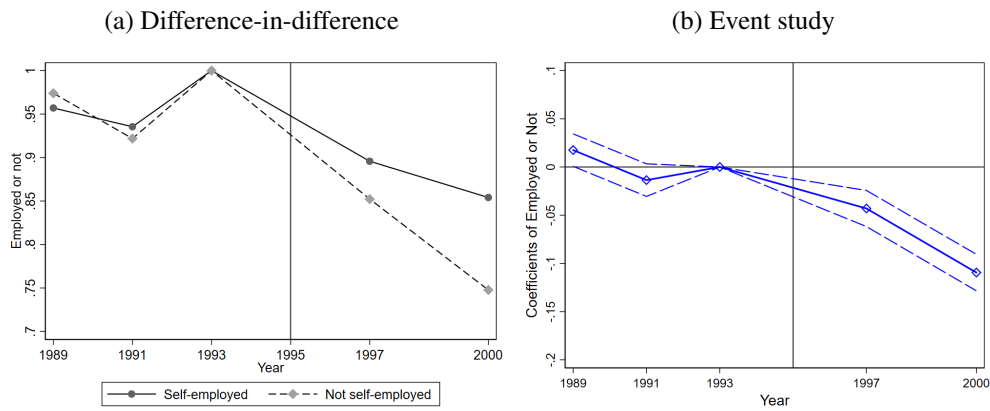 (a) Difference-in-difference
Employed or not
1
.95
.9
.85
.8
.75
.7
1989 1991 1993 1995 1997 2000
Year
Self-employed Not self-employed
(b) Event study
Coefficients of Employed or Not
.1
.05
0
-.05
-.1
-.15
-.2
1989 1991 1993 1997 2000
Year